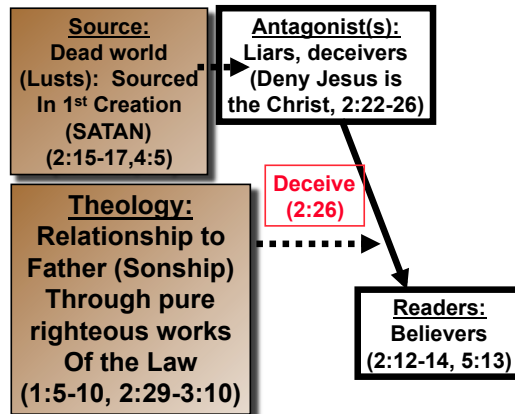 Source:
Dead world
(Lusts): Sourced
In 1st Creation
(SATAN)
(2:15-17,4:5)
Antagonist(s):
Liars, deceivers
(Deny Jesus is
the Christ, 2:22-26)
Deceive
(2:26)
Theology:
Relationship to
Father (Sonship)
Through pure
righteous works
Of the Law
(1:5-10, 2:29-3:10)
Readers:
Believers
(2:12-14, 5:13)